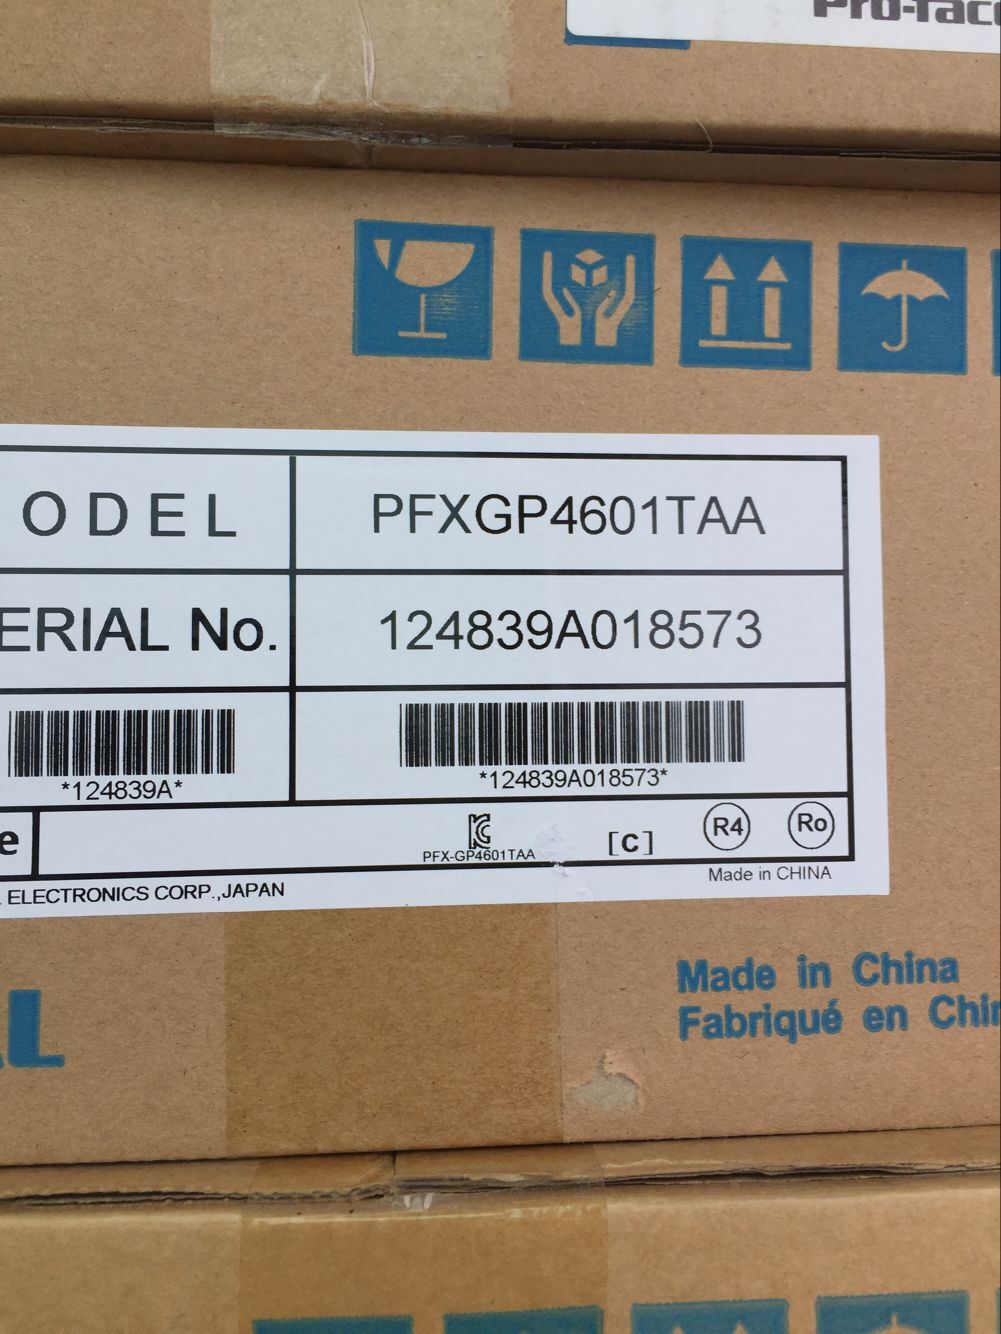 Pro-face
ODEL PFXGP4601TAA
ERIAL No. 124839A018573
*124839A* *124839A018573*
e
PFX-GP4601TAA [c] R4 Ro
ELECTRONICS CORP.,JAPAN Made in CHINA
Made in China
Fabriqué en Chin
AL